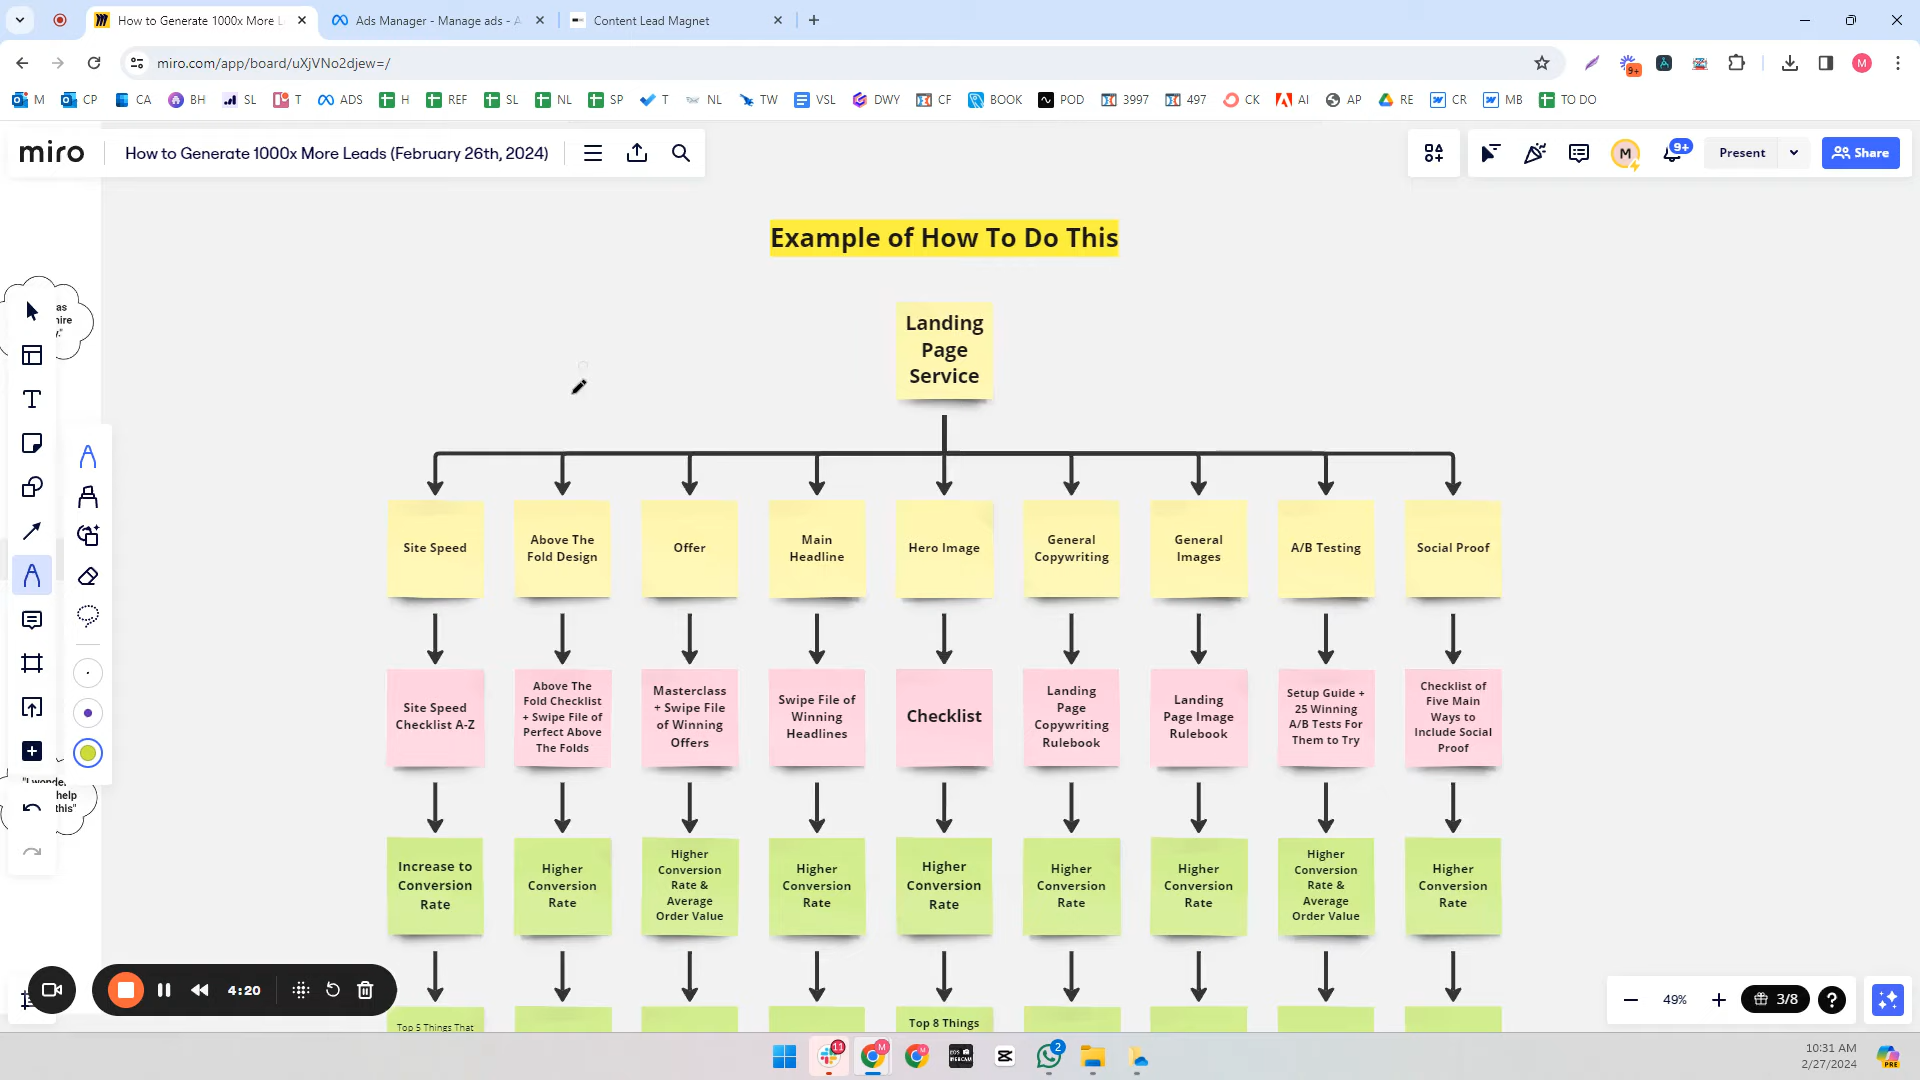 How to Generate 1000x More L
Ads Manager - Manage ads - A
Content Lead Magnet
miro.com/app/board/uXjVNo2djew=/
9+
M
M
CP
CA
BH
SL
T
ADS
H
REF
SL
NL
SP
T
NL
TW
VSL
DWY
CF
BOOK
POD
3997
497
CK
AI
AP
RE
CR
MB
TO DO
miro
How to Generate 1000x More Leads (February 26th, 2024)
M
9+
Present
Share
Example of How To Do This
Landing
Page
Service
Site Speed
Above The
Fold Design
Offer
Main
Headline
Hero Image
General
Copywriting
General
Images
A/B Testing
Social Proof
Site Speed
Checklist A-Z
Above The
Fold Checklist
+ Swipe File of
Perfect Above
The Folds
Masterclass
+ Swipe File
of Winning
Offers
Swipe File of
Winning
Headlines
Checklist
Landing
Page
Copywriting
Rulebook
Landing
Page Image
Rulebook
Setup Guide +
25 Winning
A/B Tests For
Them to Try
Checklist of
Five Main
Ways to
Include Social
Proof
Increase to
Conversion
Rate
Higher
Conversion
Rate
Higher
Conversion
Rate &
Average
Order Value
Higher
Conversion
Rate
Higher
Conversion
Rate
Higher
Conversion
Rate
Higher
Conversion
Rate
Higher
Conversion
Rate &
Average
Order Value
Higher
Conversion
Rate
Top 5 Things That
Top 8 Things
as
"I wonder
help
this"
4:20
49%
3/8
11
M
2
10:31 AM
2/27/2024